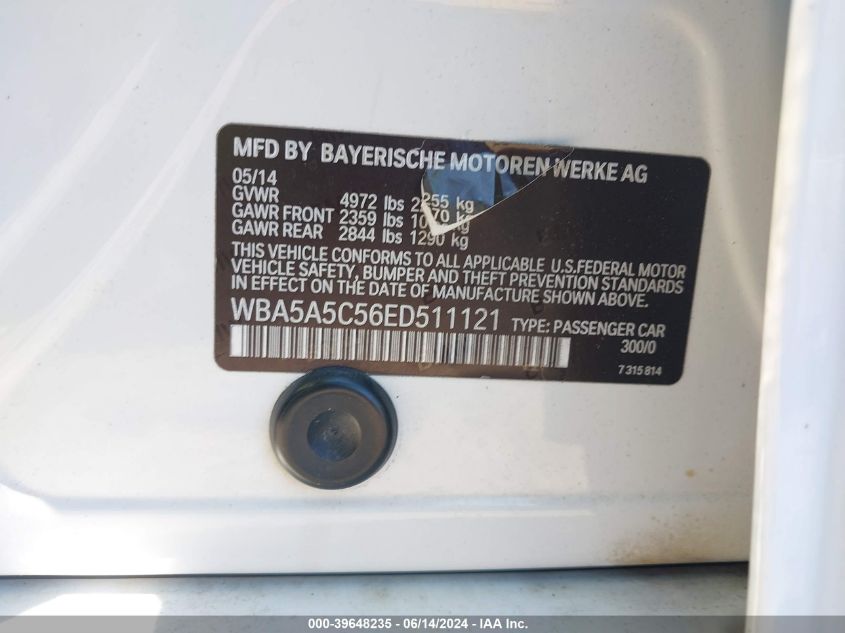 MFD BY BAYERISCHE MOTOREN WERKE AG
05/14
GVWR 4972 lbs 2255 kg
GAWR FRONT 2359 lbs 1070 kg
GAWR REAR 2844 lbs 1290 kg
THIS VEHICLE CONFORMS TO ALL APPLICABLE U.S.FEDERAL MOTOR
VEHICLE SAFETY, BUMPER AND THEFT PREVENTION STANDARDS
IN EFFECT ON THE DATE OF MANUFACTURE SHOWN ABOVE.
WBA5A5C56ED511121 TYPE: PASSENGER CAR
300/0
7 315 814
000-39648235 - 06/14/2024 - IAA Inc.